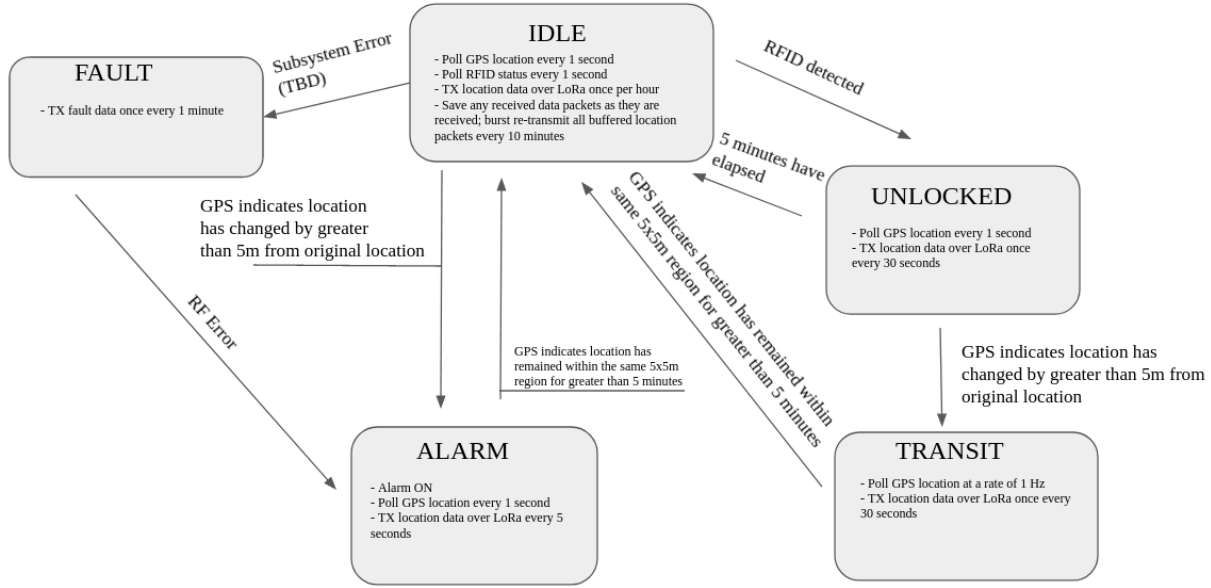 FAULT
- TX fault data once every 1 minute
Subsystem Error
(TBD)
IDLE
- Poll GPS location every 1 second
- Poll RFID status every 1 second
- TX location data over LoRa once per hour
- Save any received data packets as they are
received; burst re-transmit all buffered location
packets every 10 minutes
RFID detected
5 minutes have
elapsed
UNLOCKED
- Poll GPS location every 1 second
- TX location data over LoRa once
every 30 seconds
GPS indicates location
has changed by greater
than 5m from original location
GPS indicates location has remained within
same 5x5m region for greater than 5 minutes
RF Error
GPS indicates location has
remained within the same 5x5m
region for greater than 5 minutes
GPS indicates location has
changed by greater than 5m from
original location
ALARM
- Alarm ON
- Poll GPS location every 1 second
- TX location data over LoRa every 5
seconds
TRANSIT
- Poll GPS location at a rate of 1 Hz
- TX location data over LoRa once every
30 seconds